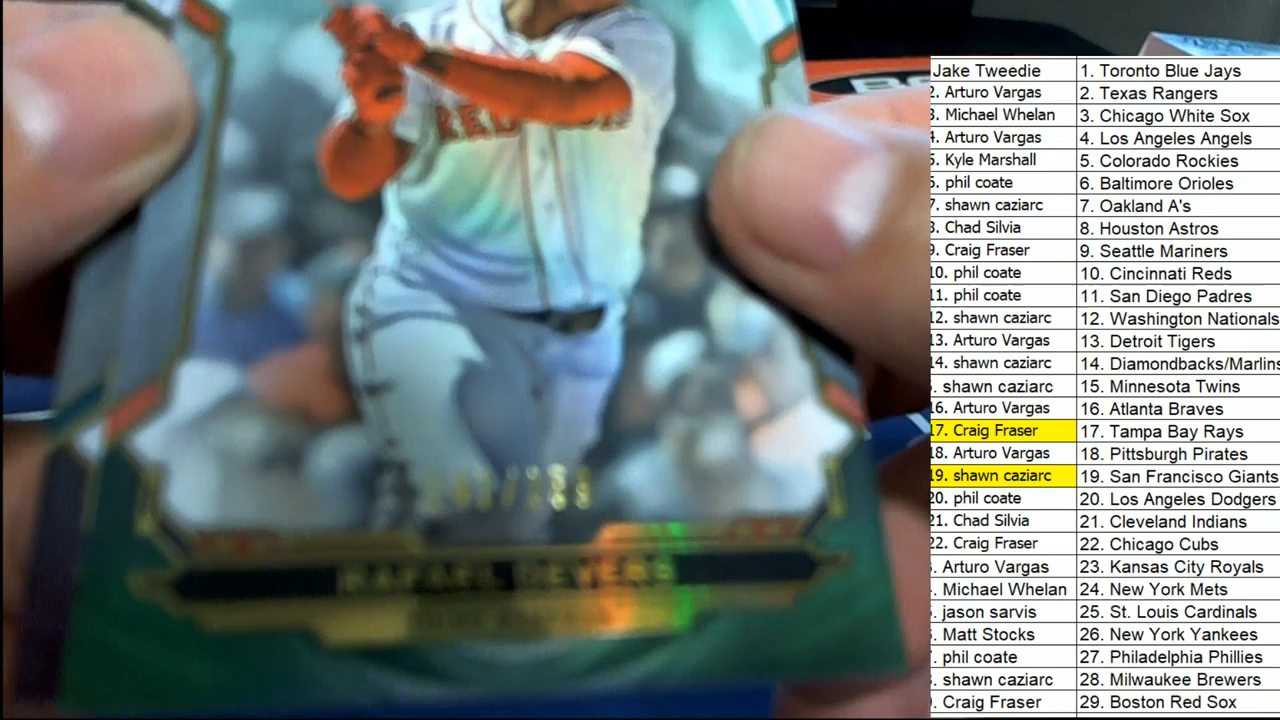 Jake Tweedie 1. Toronto Blue Jays
2. Arturo Vargas 2. Texas Rangers
3. Michael Whelan 3. Chicago White Sox
4. Arturo Vargas 4. Los Angeles Angels
5. Kyle Marshall 5. Colorado Rockies
6. phil coate 6. Baltimore Orioles
7. shawn caziarc 7. Oakland A's
8. Chad Silvia 8. Houston Astros
9. Craig Fraser 9. Seattle Mariners
10. phil coate 10. Cincinnati Reds
11. phil coate 11. San Diego Padres
12. shawn caziarc 12. Washington Nationals
13. Arturo Vargas 13. Detroit Tigers
14. shawn caziarc 14. Diamondbacks/Marlins
. shawn caziarc 15. Minnesota Twins
16. Arturo Vargas 16. Atlanta Braves
17. Craig Fraser 17. Tampa Bay Rays
18. Arturo Vargas 18. Pittsburgh Pirates
19. shawn caziarc 19. San Francisco Giants
20. phil coate 20. Los Angeles Dodgers
21. Chad Silvia 21. Cleveland Indians
22. Craig Fraser 22. Chicago Cubs
. Arturo Vargas 23. Kansas City Royals
. Michael Whelan 24. New York Mets
. jason sarvis 25. St. Louis Cardinals
. Matt Stocks 26. New York Yankees
. phil coate 27. Philadelphia Phillies
. shawn caziarc 28. Milwaukee Brewers
. Craig Fraser 29. Boston Red Sox
RAFAEL DEVERS